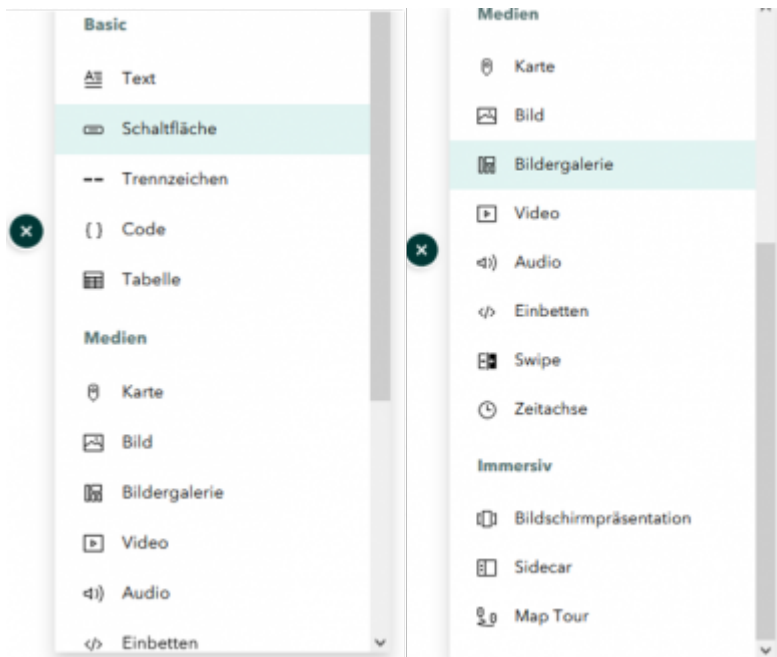 Basic
Text
Schaltfläche
Trennzeichen
Code
Tabelle
Medien
Karte
Bild
Bildergalerie
Video
Audio
Einbetten
Medien
Karte
Bild
Bildergalerie
Video
Audio
Einbetten
Swipe
Zeitachse
Immersiv
Bildschirmpräsentation
Sidecar
Map Tour